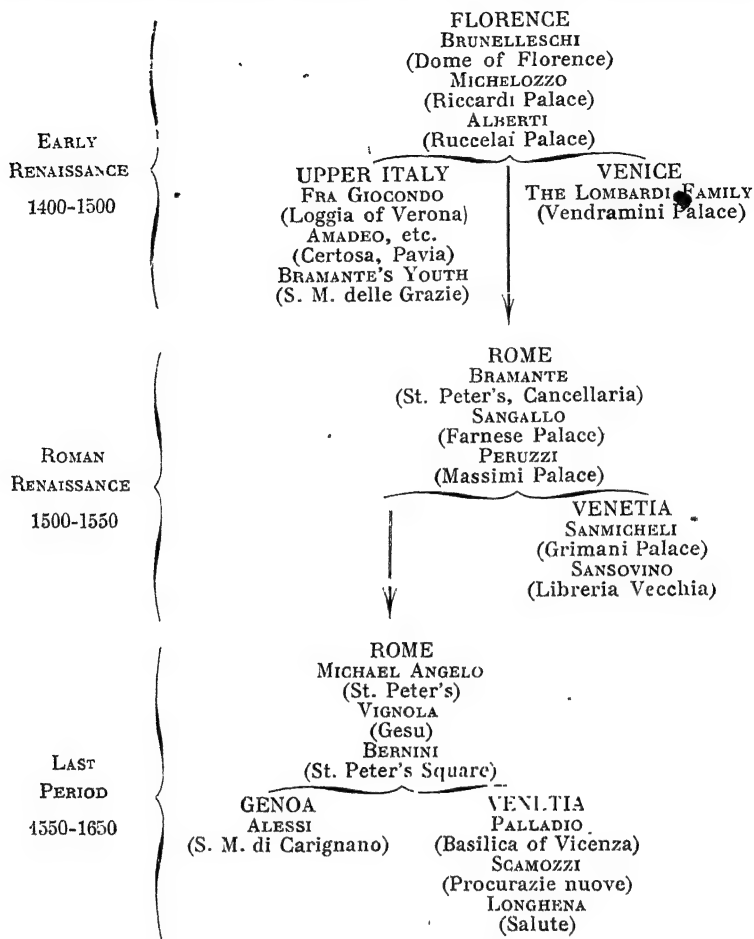 EARLY
RENAISSANCE
1400-1500
FLORENCE
BRUNELLESCHI
(Dome of Florence)
MICHELOZZO
(Riccardi Palace)
ALBERTI
(Ruccelai Palace)
UPPER ITALY
FRA GIOCONDO
(Loggia of Verona)
AMADEO, etc.
(Certosa, Pavia)
BRAMANTE'S YOUTH
(S. M. delle Grazie)
VENICE
THE LOMBARDI FAMILY
(Vendramini Palace)
ROMAN
RENAISSANCE
1500-1550
ROME
BRAMANTE
(St. Peter's, Cancellaria)
SANGALLO
(Farnese Palace)
PERUZZI
(Massimi Palace)
VENETIA
SANMICHELI
(Grimani Palace)
SANSOVINO
(Libreria Vecchia)
LAST
PERIOD
1550-1650
ROME
MICHAEL ANGELO
(St. Peter's)
VIGNOLA
(Gesu)
BERNINI
(St. Peter's Square)
GENOA
ALESSI
(S. M. di Carignano)
VENETIA
PALLADIO
(Basilica of Vicenza)
SCAMOZZI
(Procurazie nuove)
LONGHENA
(Salute)